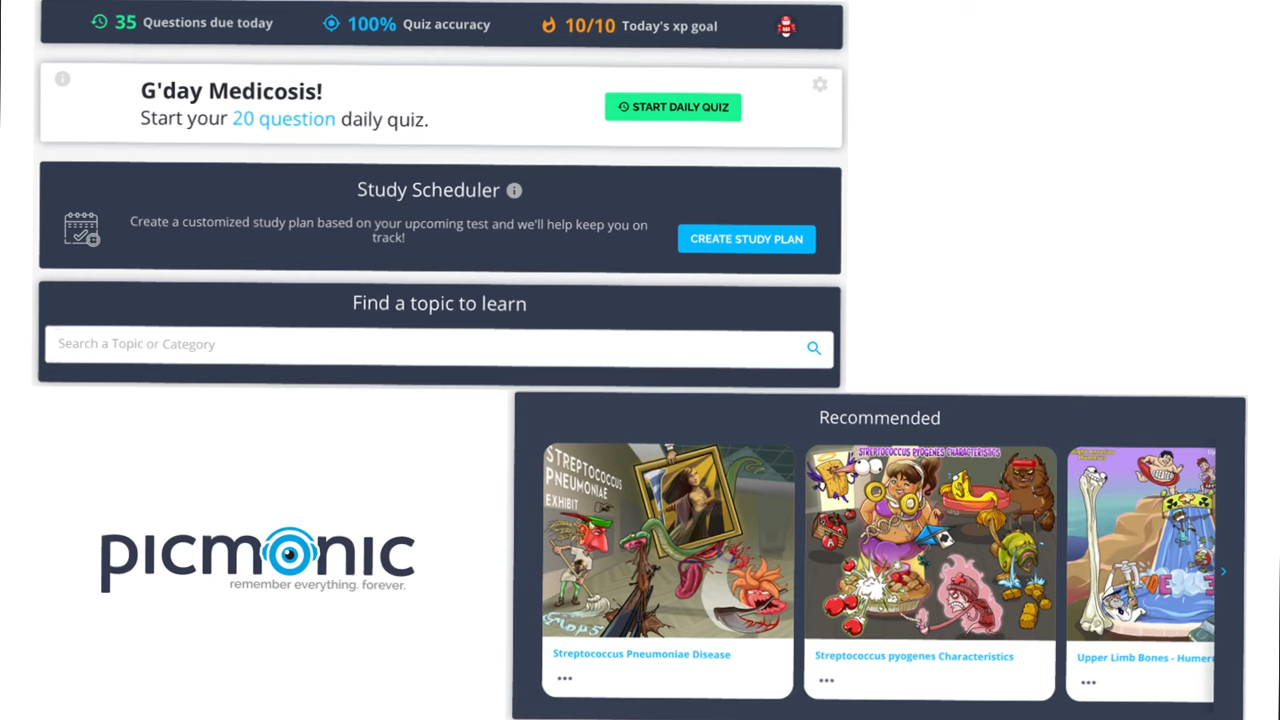 35 Questions due today
100% Quiz accuracy
10/10 Today's xp goal
G'day Medicosis!
Start your 20 question daily quiz.
START DAILY QUIZ
Study Scheduler
Create a customized study plan based on your upcoming test and we'll help keep you on
track!
CREATE STUDY PLAN
Find a topic to learn
Search a Topic or Category
Recommended
STREPTOCOCCUS
PNEUMONIAE
EXHIBIT
STREPTOCOCCUS PYOGENES CHARACTERISTICS
Streptococcus Pneumoniae Disease
Streptococcus pyogenes Characteristics
Upper Limb Bones - Humer
picmonic
remember everything. forever.